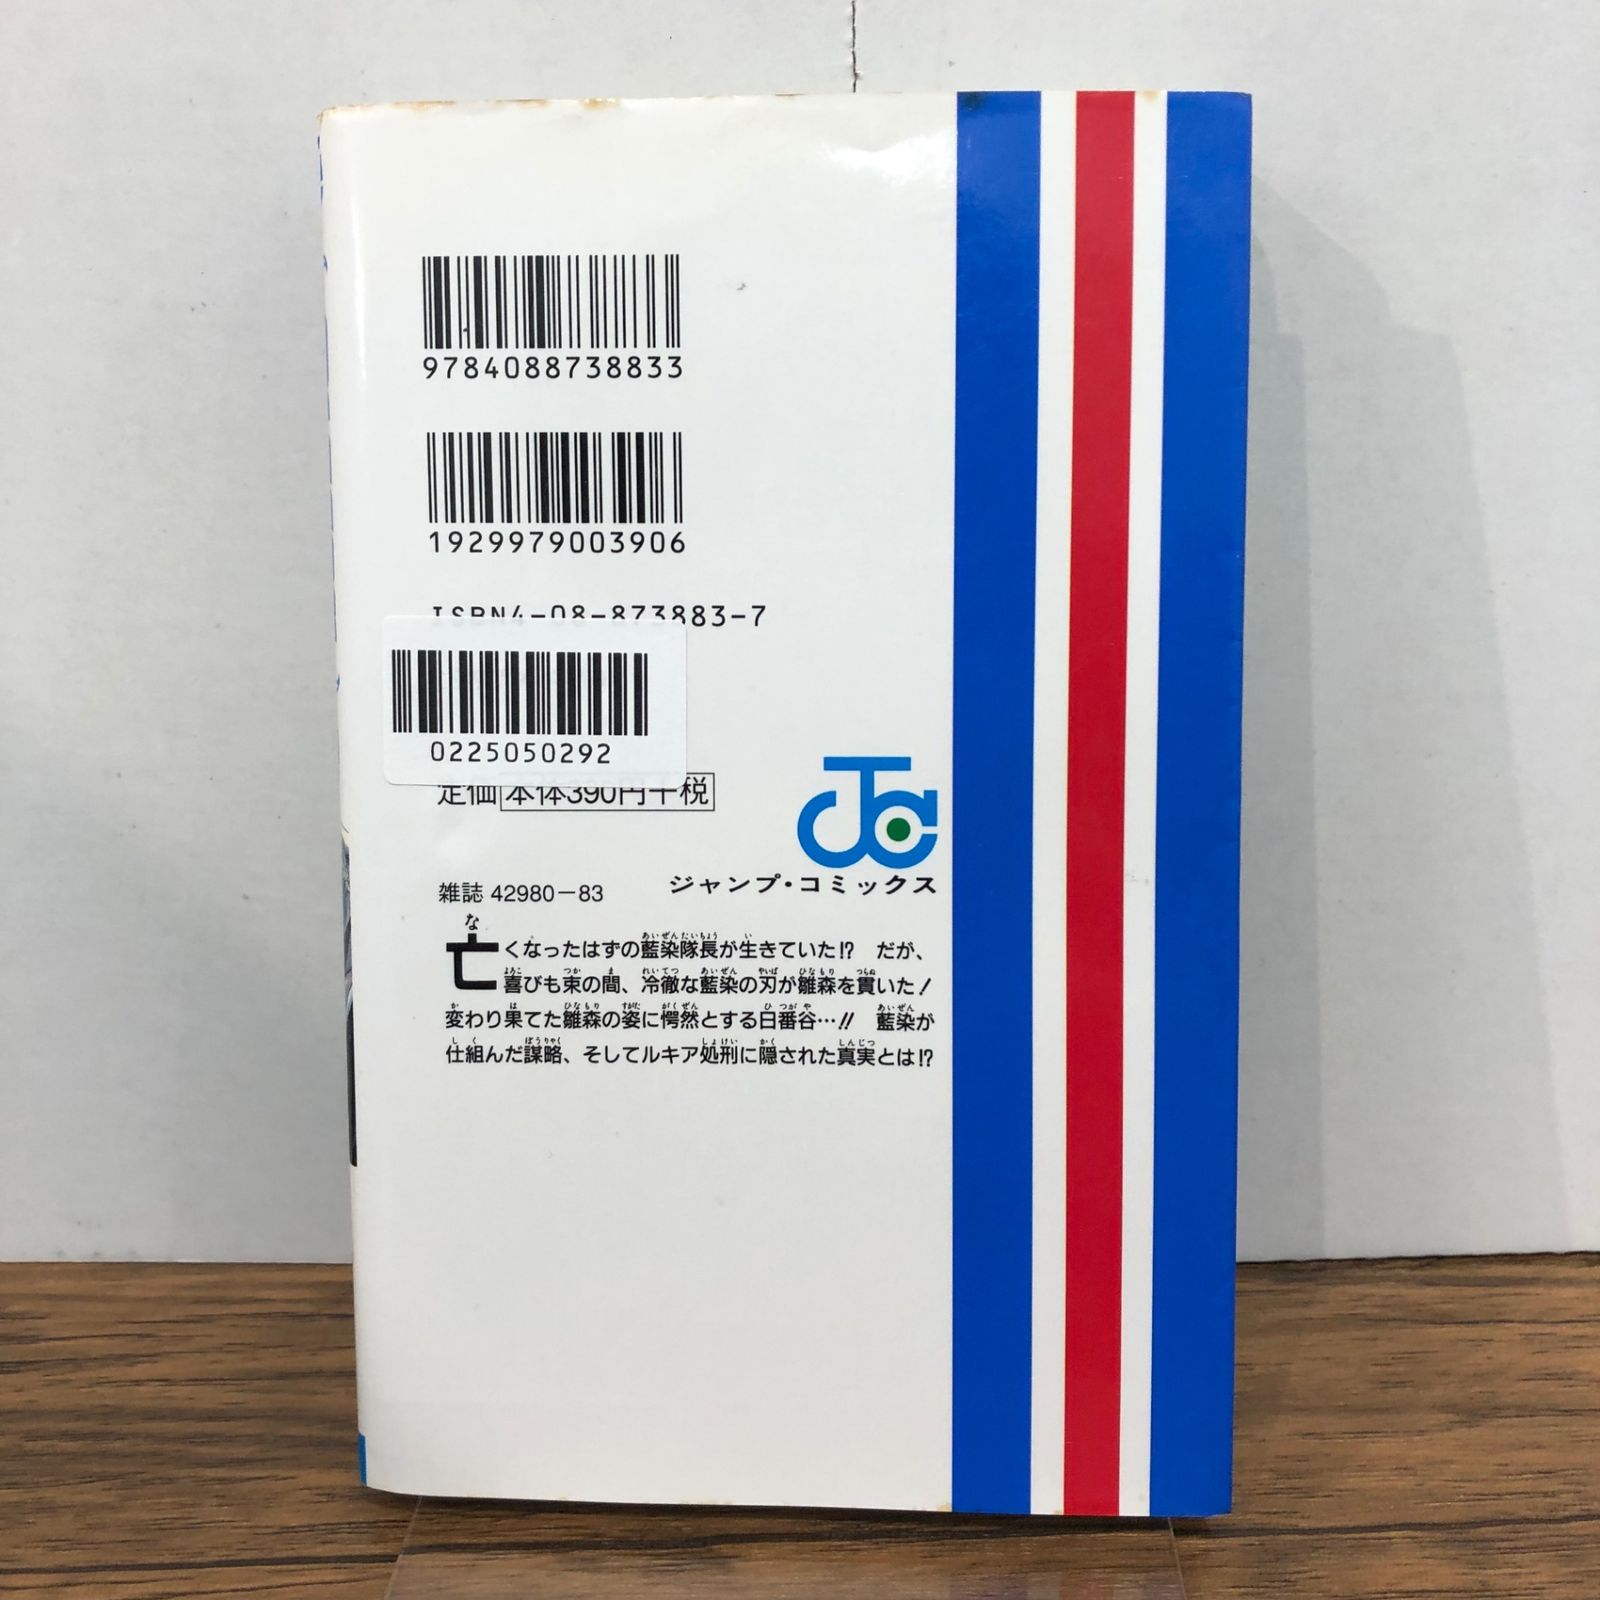 9784088738833
1929979003906
ISBN4-08-873883-7
0225050292
定価 本体390円+税
JC
ジャンプ・コミックス
雑誌 42980-83
亡くなったはずの藍染隊長が生きていた!? だが、
喜びも束の間、冷徹な藍染の刃が雛森を貫いた!
変わり果てた雛森の姿に愕然とする日番谷…!! 藍染が
仕組んだ謀略、そしてルキア処刑に隠された真実とは!?